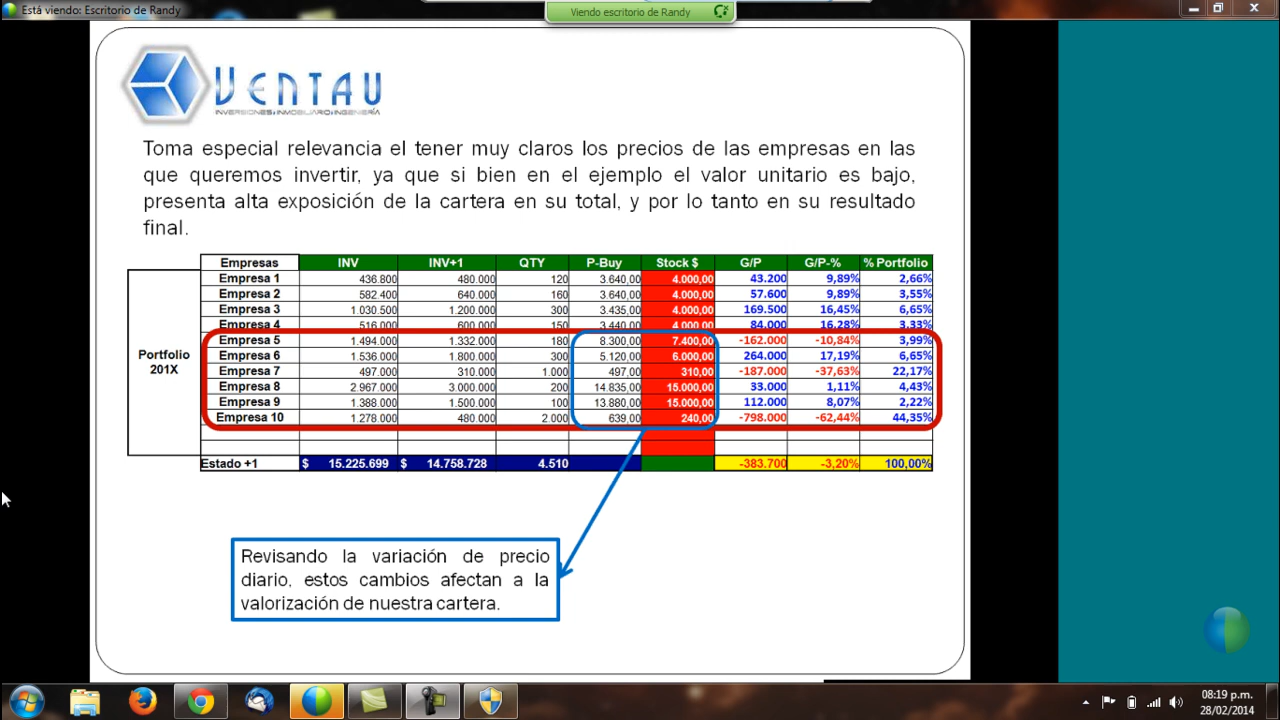 Está viendo: Escritorio de Randy
Viendo escritorio de Randy
VENTAU
INVERSIONES|INMOBILIARIO|INGENIERÍA
Toma especial relevancia el tener muy claros los precios de las empresas en las
que queremos invertir, ya que si bien en el ejemplo el valor unitario es bajo,
presenta alta exposición de la cartera en su total, y por lo tanto en su resultado
final.
Empresas INV INV+1 QTY P-Buy Stock $ G/P G/P-% % Portfolio
Empresa 1 436.800 480.000 120 3.640,00 4.000,00 43.200 9,89% 2,66%
Empresa 2 582.400 640.000 160 3.640,00 4.000,00 57.600 9,89% 3,55%
Empresa 3 1.030.500 1.200.000 300 3.435,00 4.000,00 169.500 16,45% 6,65%
Empresa 4 516.000 600.000 150 3.440,00 4.000,00 84.000 16,28% 3,33%
Empresa 5 1.494.000 1.332.000 180 8.300,00 7.400,00 -162.000 -10,84% 3,99%
Portfolio
201X
Empresa 6 1.536.000 1.800.000 300 5.120,00 6.000,00 264.000 17,19% 6,65%
Empresa 7 497.000 310.000 1.000 497,00 310,00 -187.000 -37,63% 22,17%
Empresa 8 2.967.000 3.000.000 200 14.835,00 15.000,00 33.000 1,11% 4,43%
Empresa 9 1.388.000 1.500.000 100 13.880,00 15.000,00 112.000 8,07% 2,22%
Empresa 10 1.278.000 480.000 2.000 639,00 240,00 -798.000 -62,44% 44,35%
Estado +1 $ 15.225.699 $ 14.758.728 4.510 -383.700 -3,20% 100,00%
Revisando la variación de precio
diario, estos cambios afectan a la
valorización de nuestra cartera.
08:19 p.m.
28/02/2014